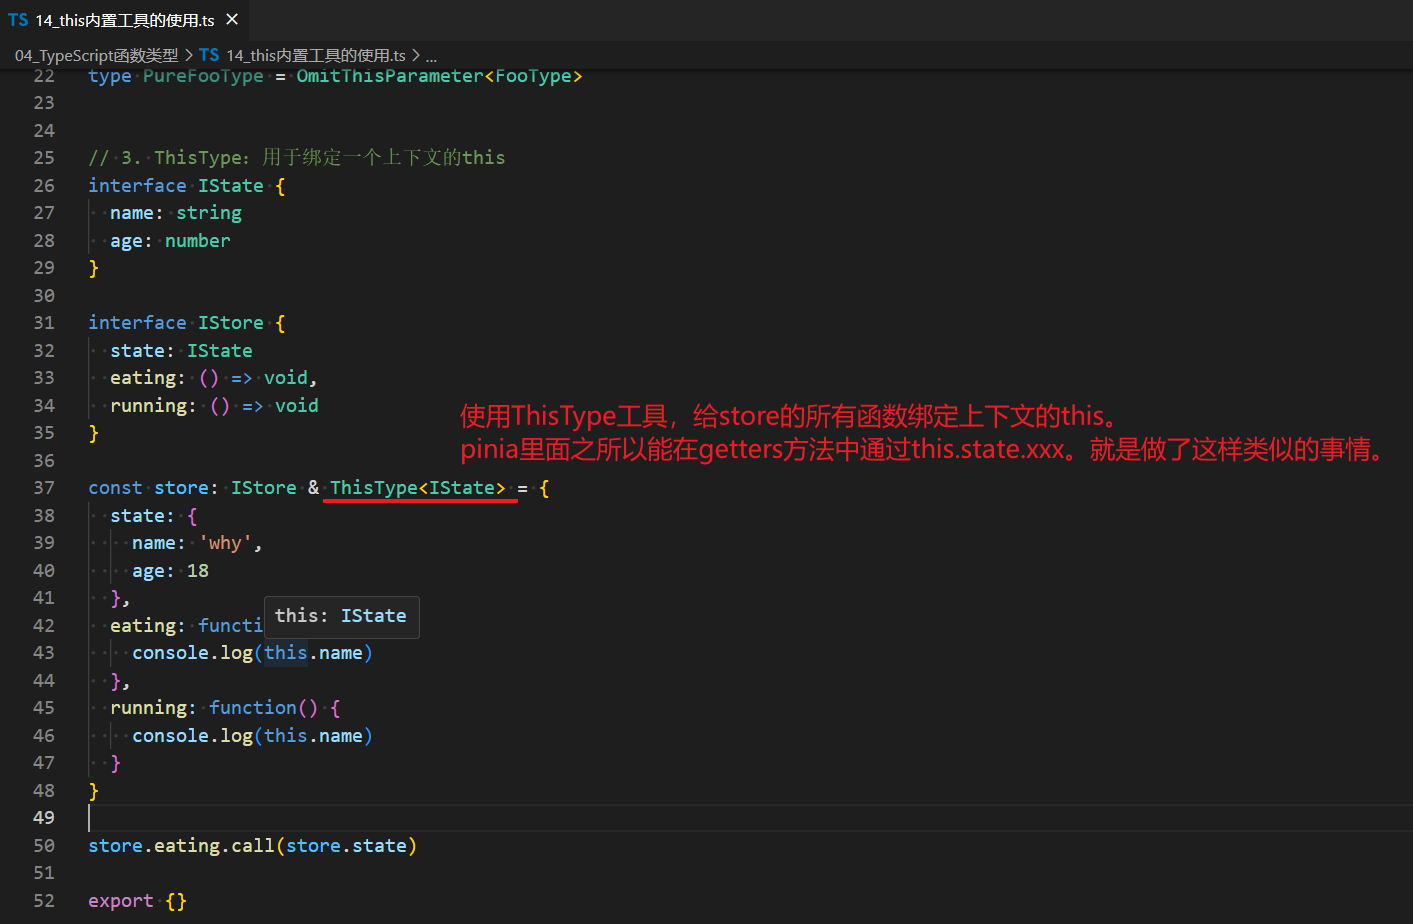 TS 14_this内置工具的使用.ts ×
04_TypeScript函数类型 > TS 14_this内置工具的使用.ts > ...
22 type PureFooType = OmitThisParameter<FooType>
23
24
25 // 3. ThisType: 用于绑定一个上下文的this
26 interface IState {
27 name: string
28 age: number
29 }
30
31 interface IStore {
32 state: IState
33 eating: () => void,
34 running: () => void
使用ThisType工具，给store的所有函数绑定上下文的this。
35 }
pinia里面之所以能在getters方法中通过this.state.xxx。就是做了这样类似的事情。
36
37 const store: IStore & ThisType<IState> = {
38 state: {
39 name: 'why',
40 age: 18
41 },
this: IState
42 eating: functi
43 console.log(this.name)
44 },
45 running: function() {
46 console.log(this.name)
47 }
48 }
49
50 store.eating.call(store.state)
51
52 export {}